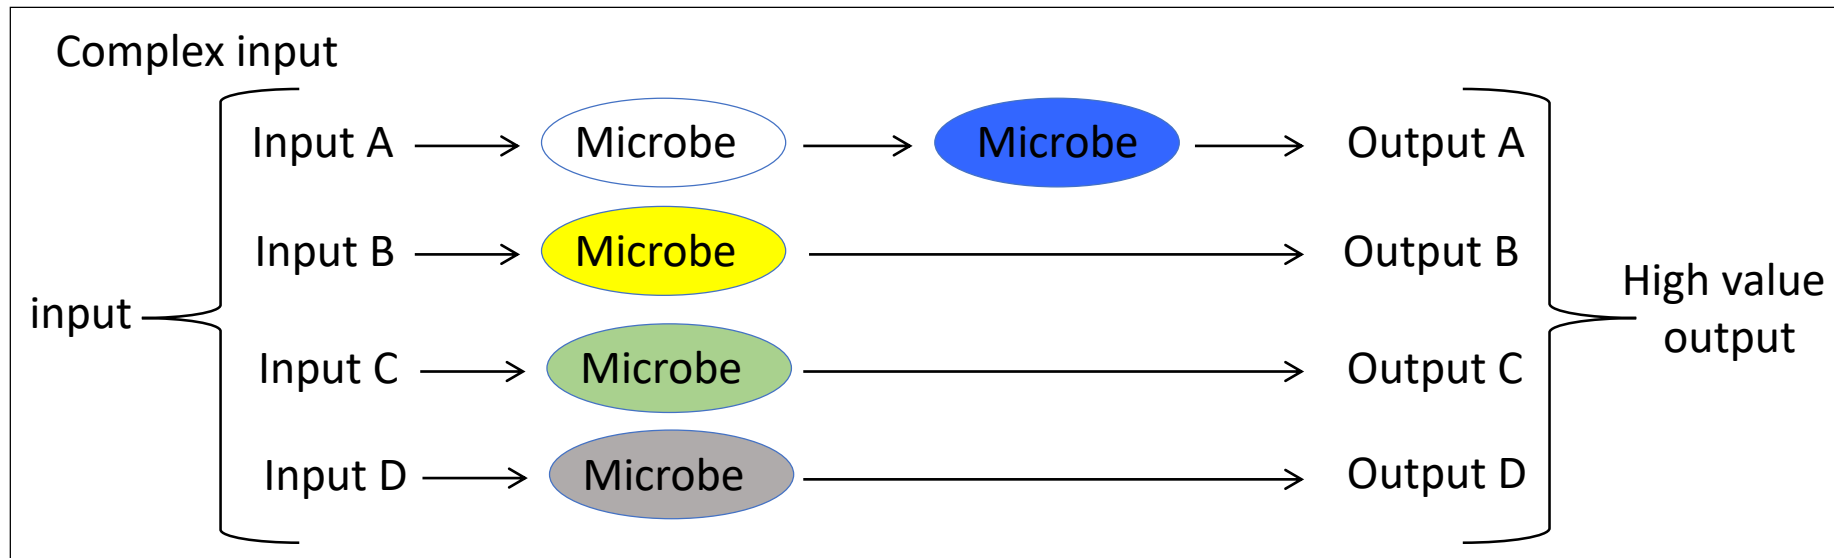 Complex input
Input A Microbe Microbe Output A
Input B Microbe Output B
input
High value
output
Input C Microbe Output C
Input D Microbe Output D